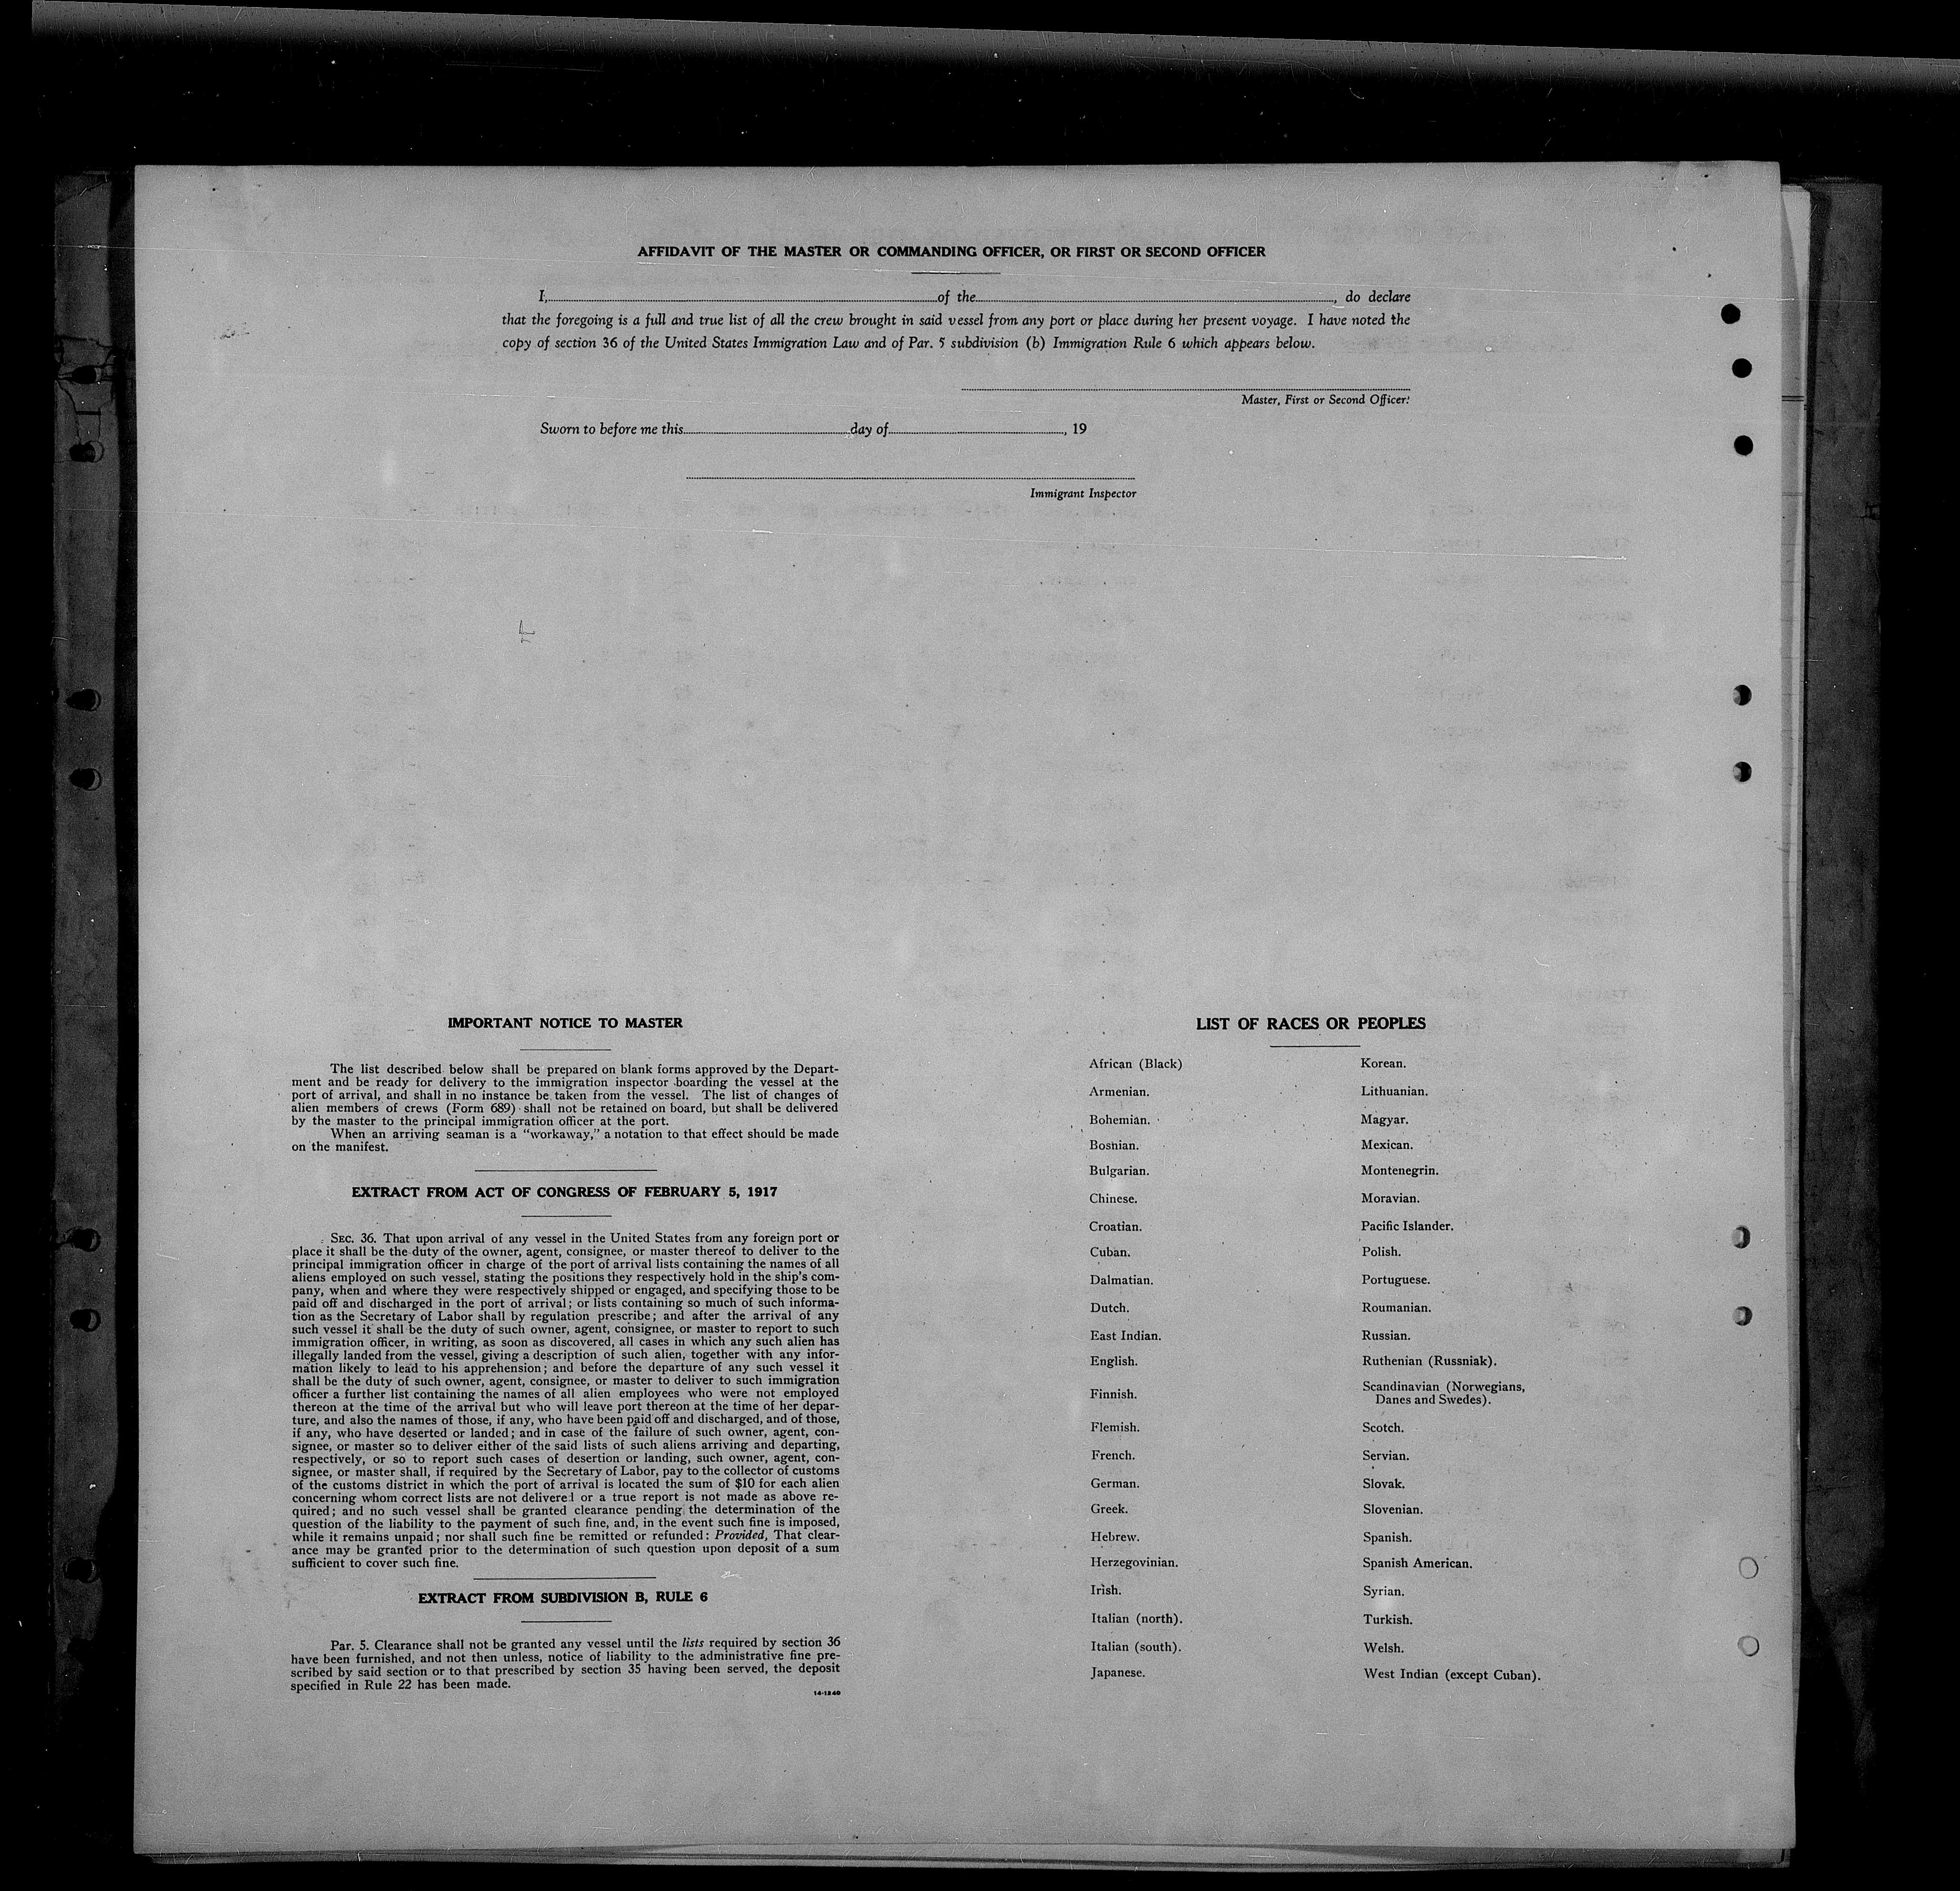 AFFIDAVIT OF THE MASTER OR COMMANDING OFFICER, OR FIRST OR SECOND OFFICER
I, of the , do declare
that the foregoing is a full and true list of all the crew brought in said vessel from any port or place during her present voyage. I have noted the
copy of section 36 of the United States Immigration Law and of Par. 5 subdivision (b) Immigration Rule 6 which appears below.
Master, First or Second Officer.
Sworn to before me this day of , 19
Immigrant Inspector
IMPORTANT NOTICE TO MASTER
The list described below shall be prepared on blank forms approved by the Depart-
ment and be ready for delivery to the immigration inspector boarding the vessel at the
port of arrival, and shall in no instance be taken from the vessel. The list of changes of
alien members of crews (Form 689) shall not be retained on board, but shall be delivered
by the master to the principal immigration officer at the port.
When an arriving seaman is a "workaway," a notation to that effect should be made
on the manifest.
EXTRACT FROM ACT OF CONGRESS OF FEBRUARY 5, 1917
SEC. 36. That upon arrival of any vessel in the United States from any foreign port or
place it shall be the duty of the owner, agent, consignee, or master thereof to deliver to the
principal immigration officer in charge of the port of arrival lists containing the names of all
aliens employed on such vessel, stating the positions they respectively hold in the ship's com-
pany, when and where they were respectively shipped or engaged, and specifying those to be
paid off and discharged in the port of arrival; or lists containing so much of such informa-
tion as the Secretary of Labor shall by regulation prescribe; and after the arrival of any
such vessel it shall be the duty of such owner, agent, consignee, or master to report to such
immigration officer, in writing, as soon as discovered, all cases in which any such alien has
illegally landed from the vessel, giving a description of such alien, together with any infor-
mation likely to lead to his apprehension; and before the departure of any such vessel it
shall be the duty of such owner, agent, consignee, or master to deliver to such immigration
officer a further list containing the names of all alien employees who were not employed
thereon at the time of the arrival but who will leave port thereon at the time of her depar-
ture, and also the names of those, if any, who have been paid off and discharged, and of those,
if any, who have deserted or landed; and in case of the failure of such owner, agent, con-
signee, or master so to deliver either of the said lists of such aliens arriving and departing,
respectively, or so to report such cases of desertion or landing, such owner, agent, con-
signee, or master shall, if required by the Secretary of Labor, pay to the collector of customs
of the customs district in which the port of arrival is located the sum of $10 for each alien
concerning whom correct lists are not delivered or a true report is not made as above re-
quired; and no such vessel shall be granted clearance pending the determination of the
question of the liability to the payment of such fine, and, in the event such fine is imposed,
while it remains unpaid; nor shall such fine be remitted or refunded: Provided, That clear-
ance may be granted prior to the determination of such question upon deposit of a sum
sufficient to cover such fine.
EXTRACT FROM SUBDIVISION B, RULE 6
Par. 5. Clearance shall not be granted any vessel until the lists required by section 36
have been furnished, and not then unless, notice of liability to the administrative fine pre-
scribed by said section or to that prescribed by section 35 having been served, the deposit
specified in Rule 22 has been made.
14-1240
LIST OF RACES OR PEOPLES
African (Black)
Armenian.
Bohemian.
Bosnian.
Bulgarian.
Chinese.
Croatian.
Cuban.
Dalmatian.
Dutch.
East Indian.
English.
Finnish.
Flemish.
French.
German.
Greek.
Hebrew.
Herzegovinian.
Irish.
Italian (north).
Italian (south).
Japanese.
Korean.
Lithuanian.
Magyar.
Mexican.
Montenegrin.
Moravian.
Pacific Islander.
Polish.
Portuguese.
Roumanian.
Russian.
Ruthenian (Russniak).
Scandinavian (Norwegians,
Danes and Swedes).
Scotch.
Servian.
Slovak.
Slovenian.
Spanish.
Spanish American.
Syrian.
Turkish.
Welsh.
West Indian (except Cuban).